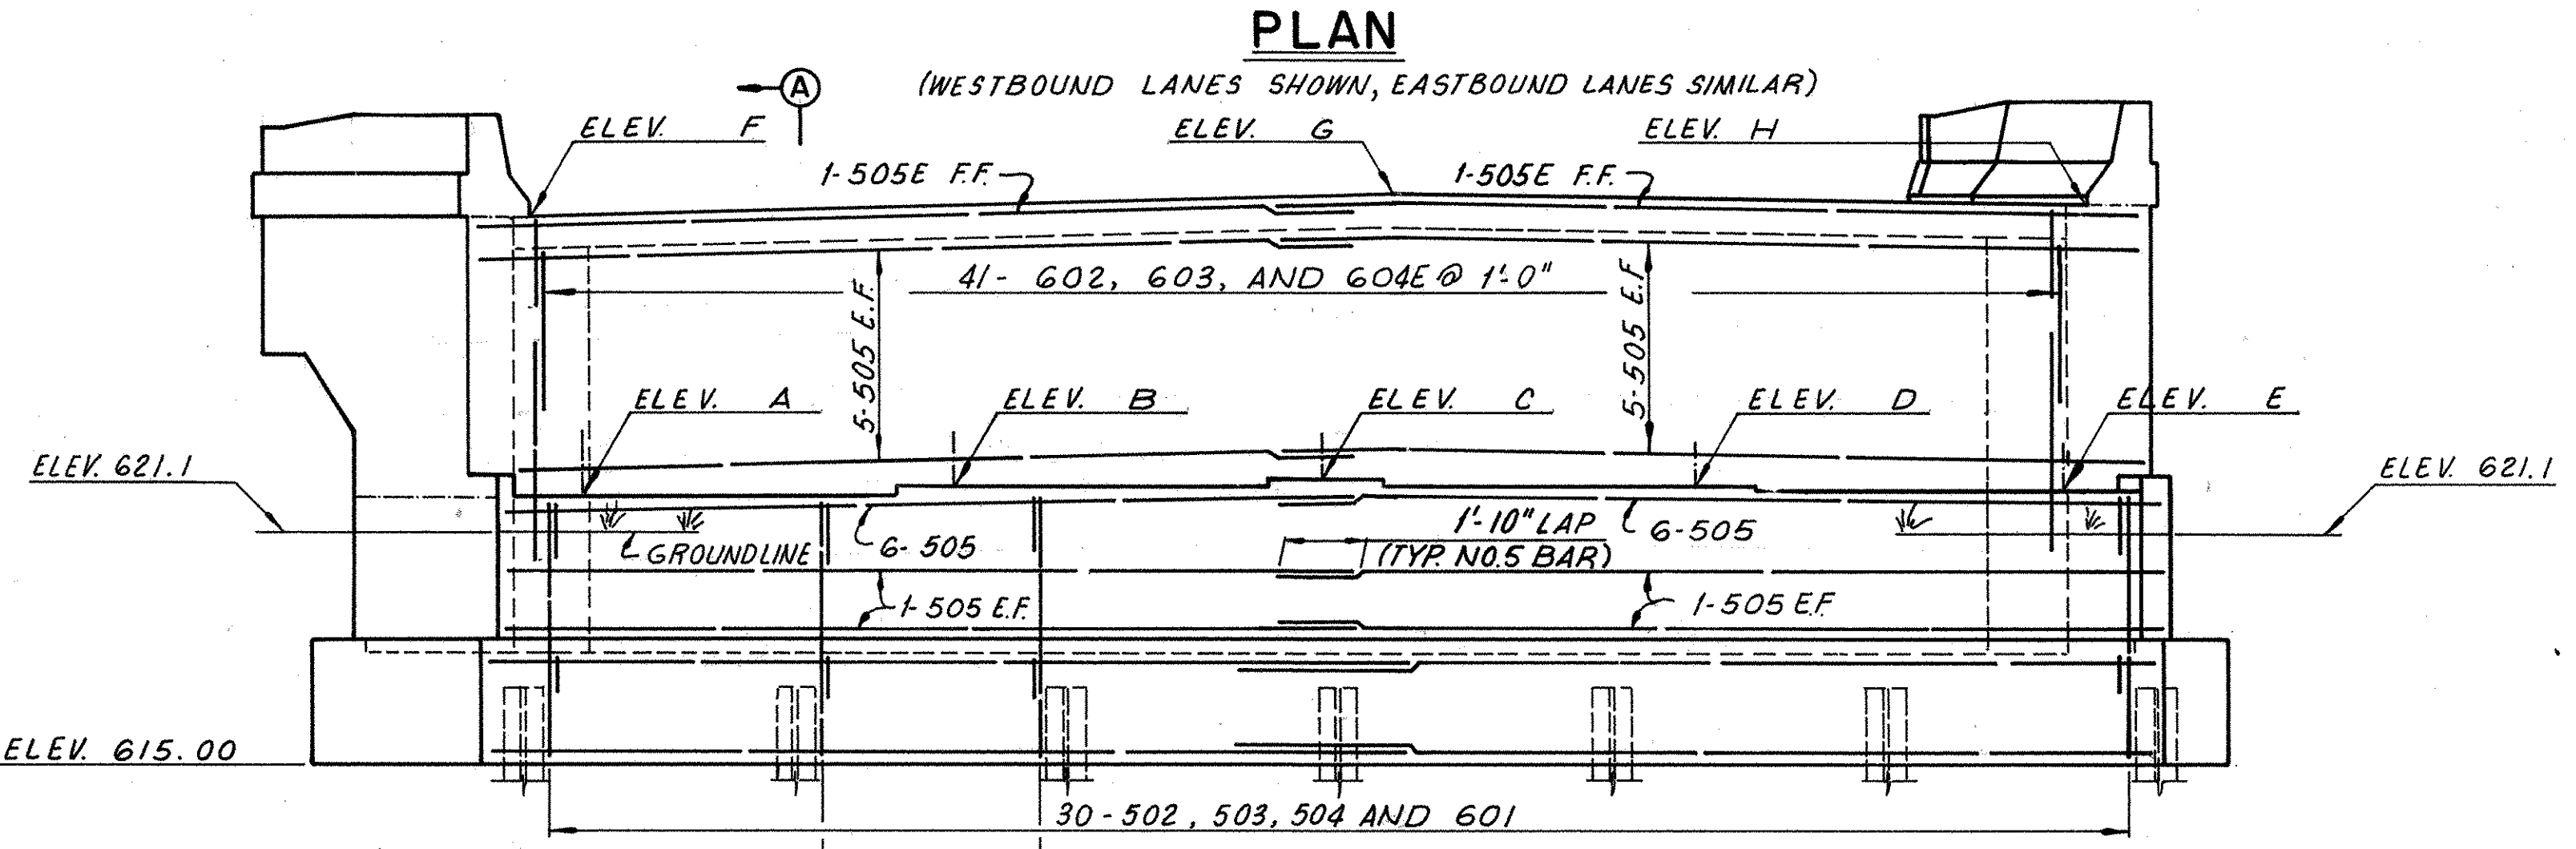 PLAN
(WESTBOUND LANES SHOWN, EASTBOUND LANES SIMILAR)
A
ELEV. F
ELEV. G
ELEV. H
1-505E F.F.
1-505E F.F.
41- 602, 603, AND 604E @ 1'-0"
5-505 E.F.
5-505 E.F.
ELEV. A
ELEV. B
ELEV. C
ELEV. D
ELEV. E
ELEV. 621.1
ELEV. 621.1
GROUNDLINE
6-505
1'-10" LAP
(TYP. NO.5 BAR)
6-505
1-505 E.F.
1-505 E.F.
ELEV. 615.00
30-502, 503, 504 AND 601